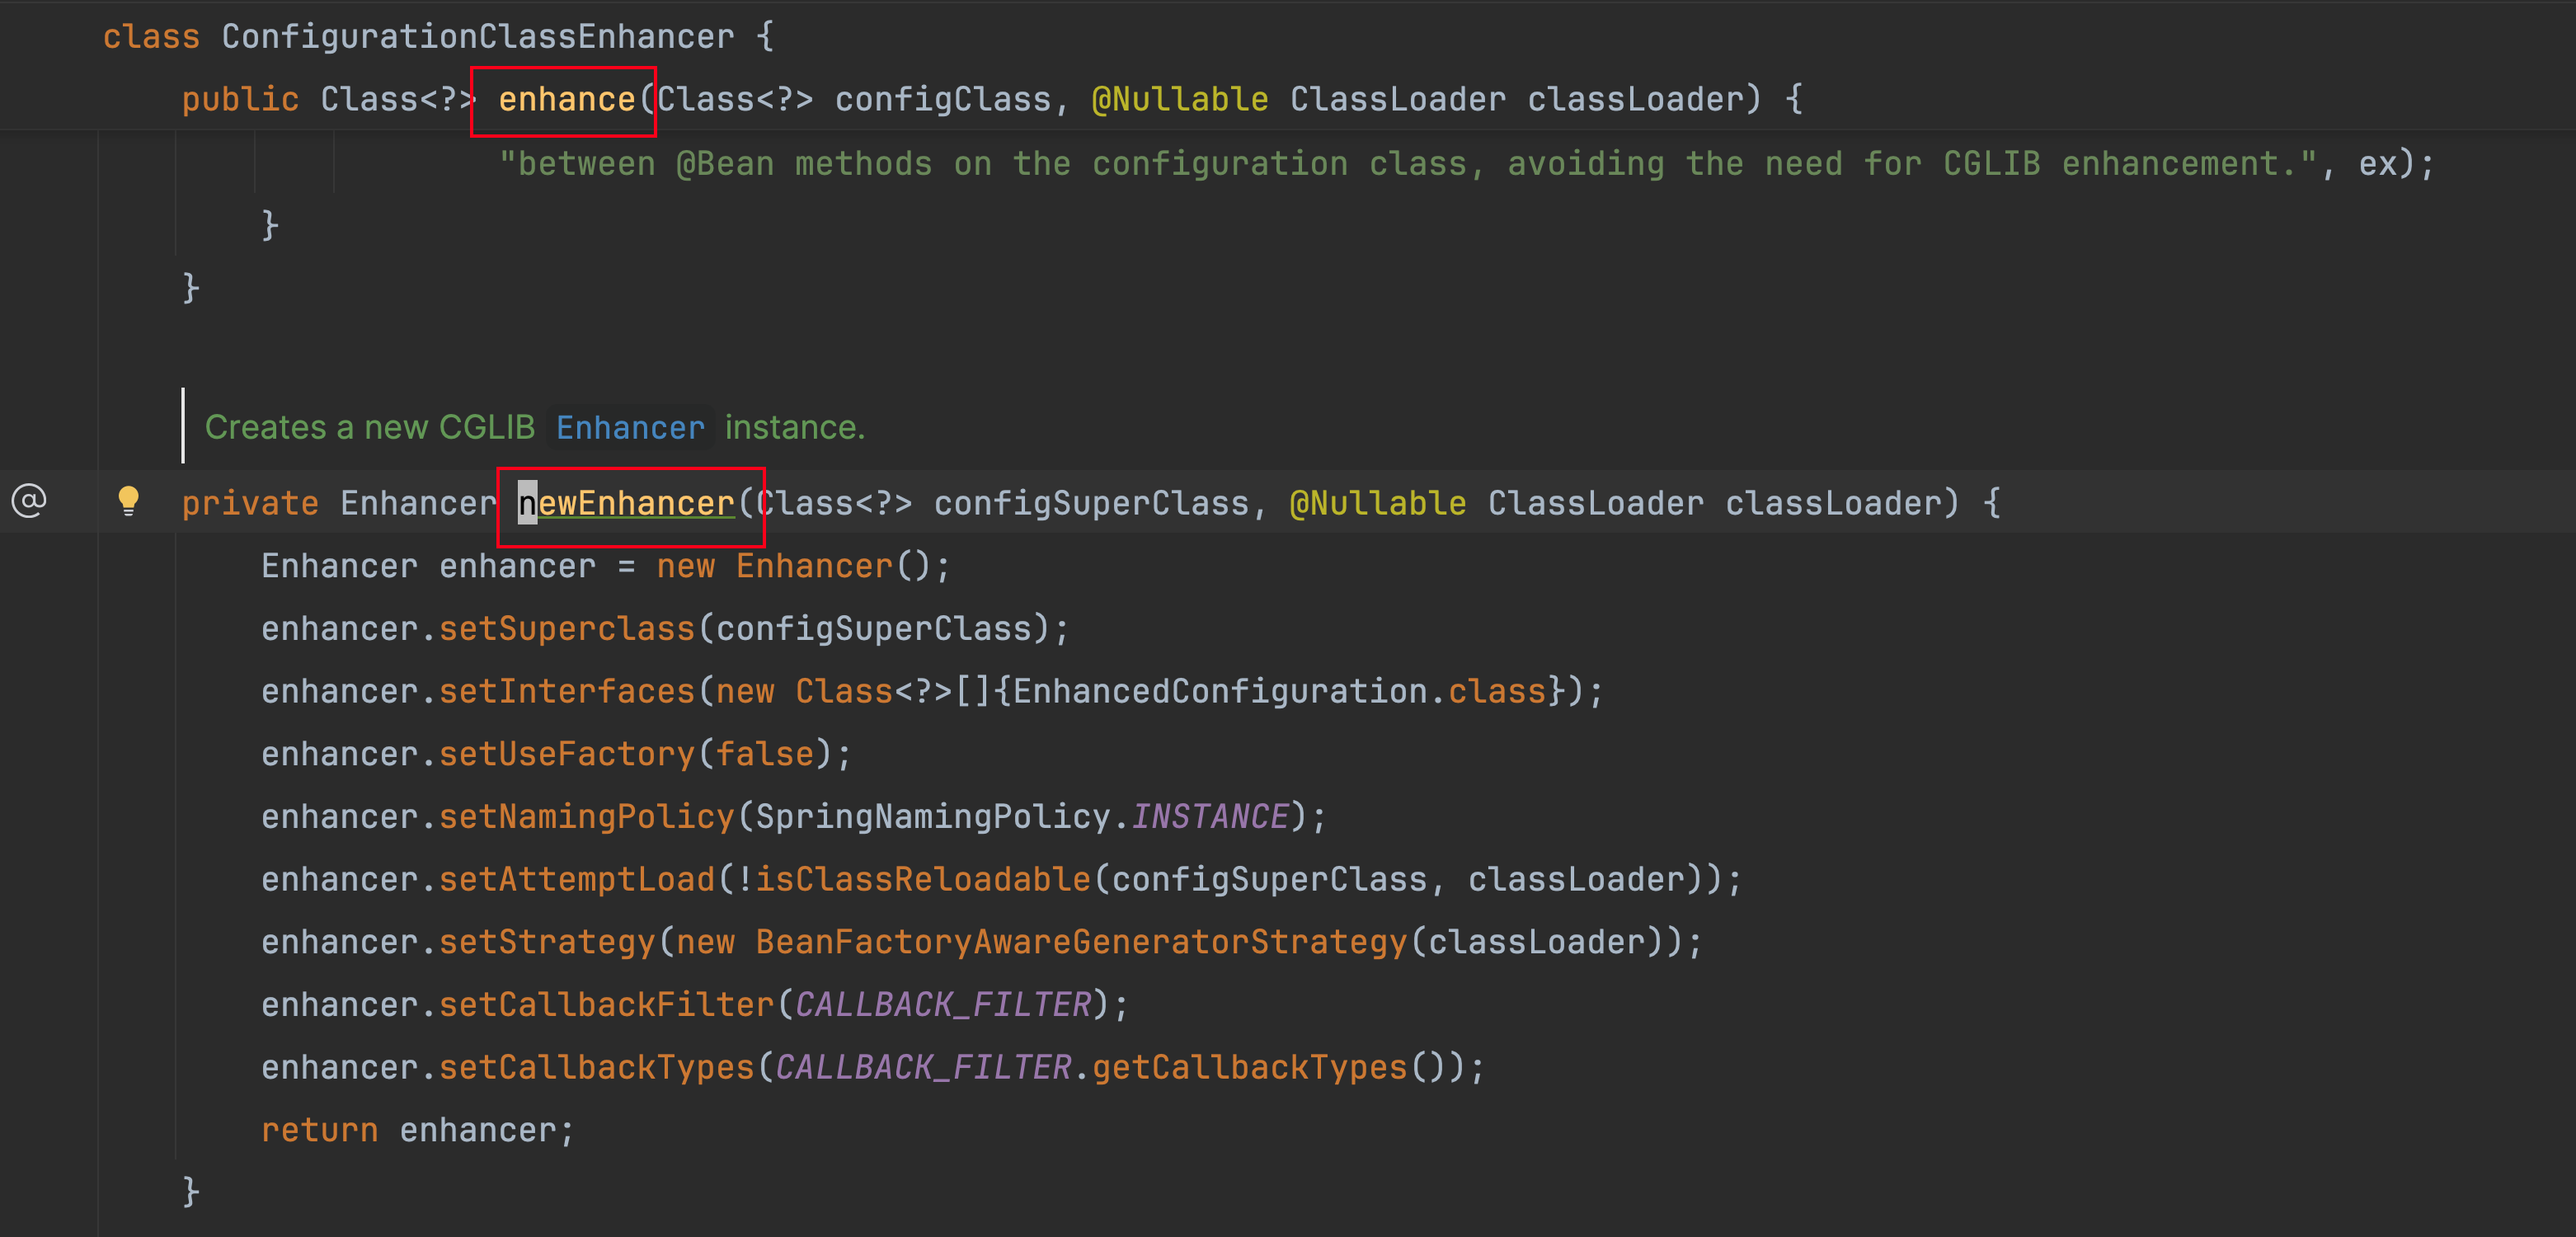 class ConfigurationClassEnhancer {
public Class<?> enhance(Class<?> configClass, @Nullable ClassLoader classLoader) {
"between @Bean methods on the configuration class, avoiding the need for CGLIB enhancement.", ex);
}
}
Creates a new CGLIB Enhancer instance.
private Enhancer newEnhancer(Class<?> configSuperClass, @Nullable ClassLoader classLoader) {
Enhancer enhancer = new Enhancer();
enhancer.setSuperclass(configSuperClass);
enhancer.setInterfaces(new Class<?>[]{EnhancedConfiguration.class});
enhancer.setUseFactory(false);
enhancer.setNamingPolicy(SpringNamingPolicy.INSTANCE);
enhancer.setAttemptLoad(!isClassReloadable(configSuperClass, classLoader));
enhancer.setStrategy(new BeanFactoryAwareGeneratorStrategy(classLoader));
enhancer.setCallbackFilter(CALLBACK_FILTER);
enhancer.setCallbackTypes(CALLBACK_FILTER.getCallbackTypes());
return enhancer;
}